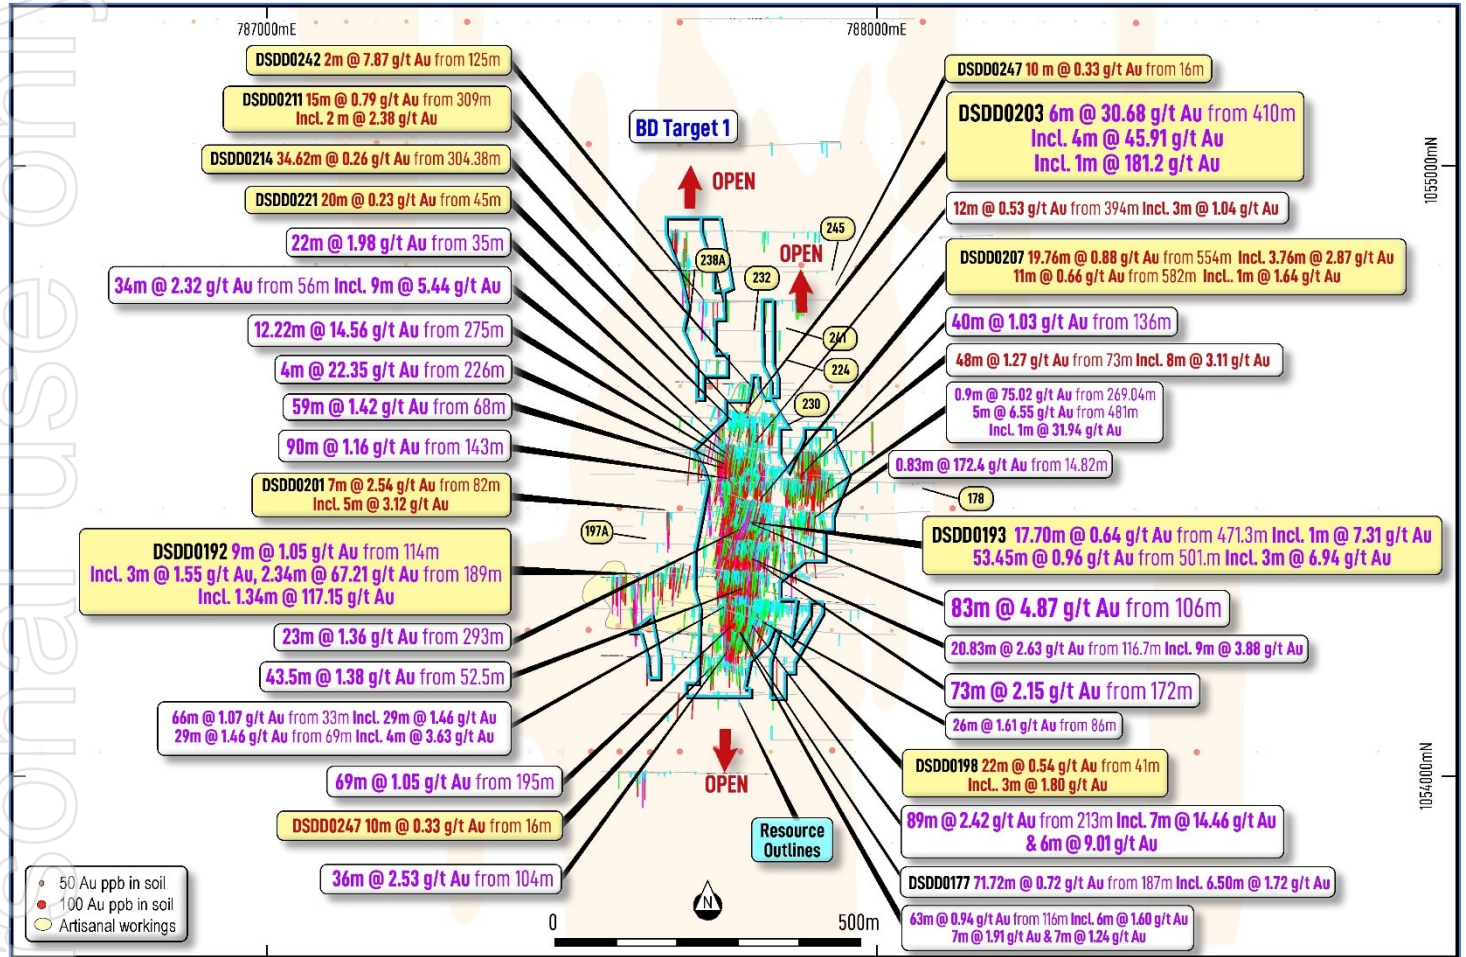 787000mE
788000mE
1055000mN
1054000mN
sonal use only
BD Target 1
OPEN
OPEN
OPEN
DSDD0242 2m @ 7.87 g/t Au from 125m
DSDD0211 15m @ 0.79 g/t Au from 309m
Incl. 2 m @ 2.38 g/t Au
DSDD0214 34.62m @ 0.26 g/t Au from 304.38m
DSDD0221 20m @ 0.23 g/t Au from 45m
22m @ 1.98 g/t Au from 35m
34m @ 2.32 g/t Au from 56m Incl. 9m @ 5.44 g/t Au
12.22m @ 14.56 g/t Au from 275m
4m @ 22.35 g/t Au from 226m
59m @ 1.42 g/t Au from 68m
90m @ 1.16 g/t Au from 143m
DSDD0201 7m @ 2.54 g/t Au from 82m
Incl. 5m @ 3.12 g/t Au
DSDD0192 9m @ 1.05 g/t Au from 114m
Incl. 3m @ 1.55 g/t Au, 2.34m @ 67.21 g/t Au from 189m
Incl. 1.34m @ 117.15 g/t Au
23m @ 1.36 g/t Au from 293m
43.5m @ 1.38 g/t Au from 52.5m
66m @ 1.07 g/t Au from 33m Incl. 29m @ 1.46 g/t Au
29m @ 1.46 g/t Au from 69m Incl. 4m @ 3.63 g/t Au
69m @ 1.05 g/t Au from 195m
DSDD0247 10m @ 0.33 g/t Au from 16m
36m @ 2.53 g/t Au from 104m
238A
245
232
241
224
230
178
197A
DSDD0247 10 m @ 0.33 g/t Au from 16m
DSDD0203 6m @ 30.68 g/t Au from 410m
Incl. 4m @ 45.91 g/t Au
Incl. 1m @ 181.2 g/t Au
12m @ 0.53 g/t Au from 394m Incl. 3m @ 1.04 g/t Au
DSDD0207 19.76m @ 0.88 g/t Au from 554m Incl. 3.76m @ 2.87 g/t Au
11m @ 0.66 g/t Au from 582m Incl.. 1m @ 1.64 g/t Au
40m @ 1.03 g/t Au from 136m
48m @ 1.27 g/t Au from 73m Incl. 8m @ 3.11 g/t Au
0.9m @ 75.02 g/t Au from 269.04m
5m @ 6.55 g/t Au from 481m
Incl. 1m @ 31.94 g/t Au
0.83m @ 172.4 g/t Au from 14.82m
DSDD0193 17.70m @ 0.64 g/t Au from 471.3m Incl. 1m @ 7.31 g/t Au
53.45m @ 0.96 g/t Au from 501.m Incl. 3m @ 6.94 g/t Au
83m @ 4.87 g/t Au from 106m
20.83m @ 2.63 g/t Au from 116.7m Incl. 9m @ 3.88 g/t Au
73m @ 2.15 g/t Au from 172m
26m @ 1.61 g/t Au from 86m
DSDD0198 22m @ 0.54 g/t Au from 41m
Incl.. 3m @ 1.80 g/t Au
89m @ 2.42 g/t Au from 213m Incl. 7m @ 14.46 g/t Au
& 6m @ 9.01 g/t Au
DSDD0177 71.72m @ 0.72 g/t Au from 187m Incl. 6.50m @ 1.72 g/t Au
63m @ 0.94 g/t Au from 116m Incl. 6m @ 1.60 g/t Au
7m @ 1.91 g/t Au & 7m @ 1.24 g/t Au
Resource
Outlines
50 Au ppb in soil
100 Au ppb in soil
Artisanal workings
N
0
500m